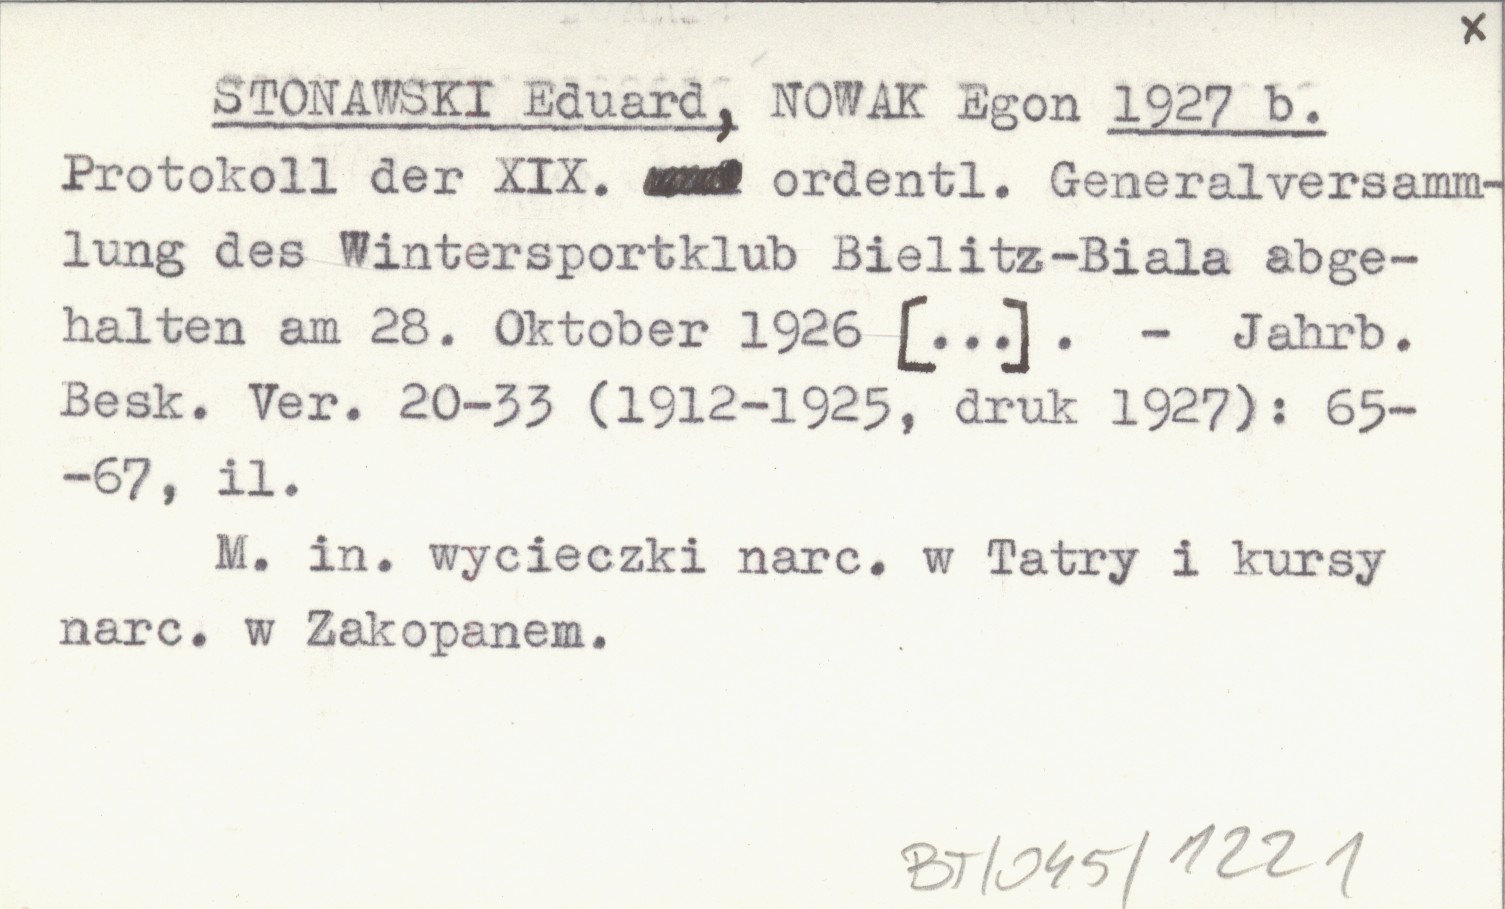 x
STONAWSKI Eduard, NOWAK Egon 1927 b.
Protokoll der XIX. ordentl. Generalversamm-
lung des Wintersportklub Bielitz-Biala abge-
halten am 28. Oktober 1926 [...]. - Jahrb.
Besk. Ver. 20-33 (1912-1925, druk 1927): 65-
-67, il.
M. in. wycieczki narc. w Tatry i kursy
narc. w Zakopanem.
BT/045/1221